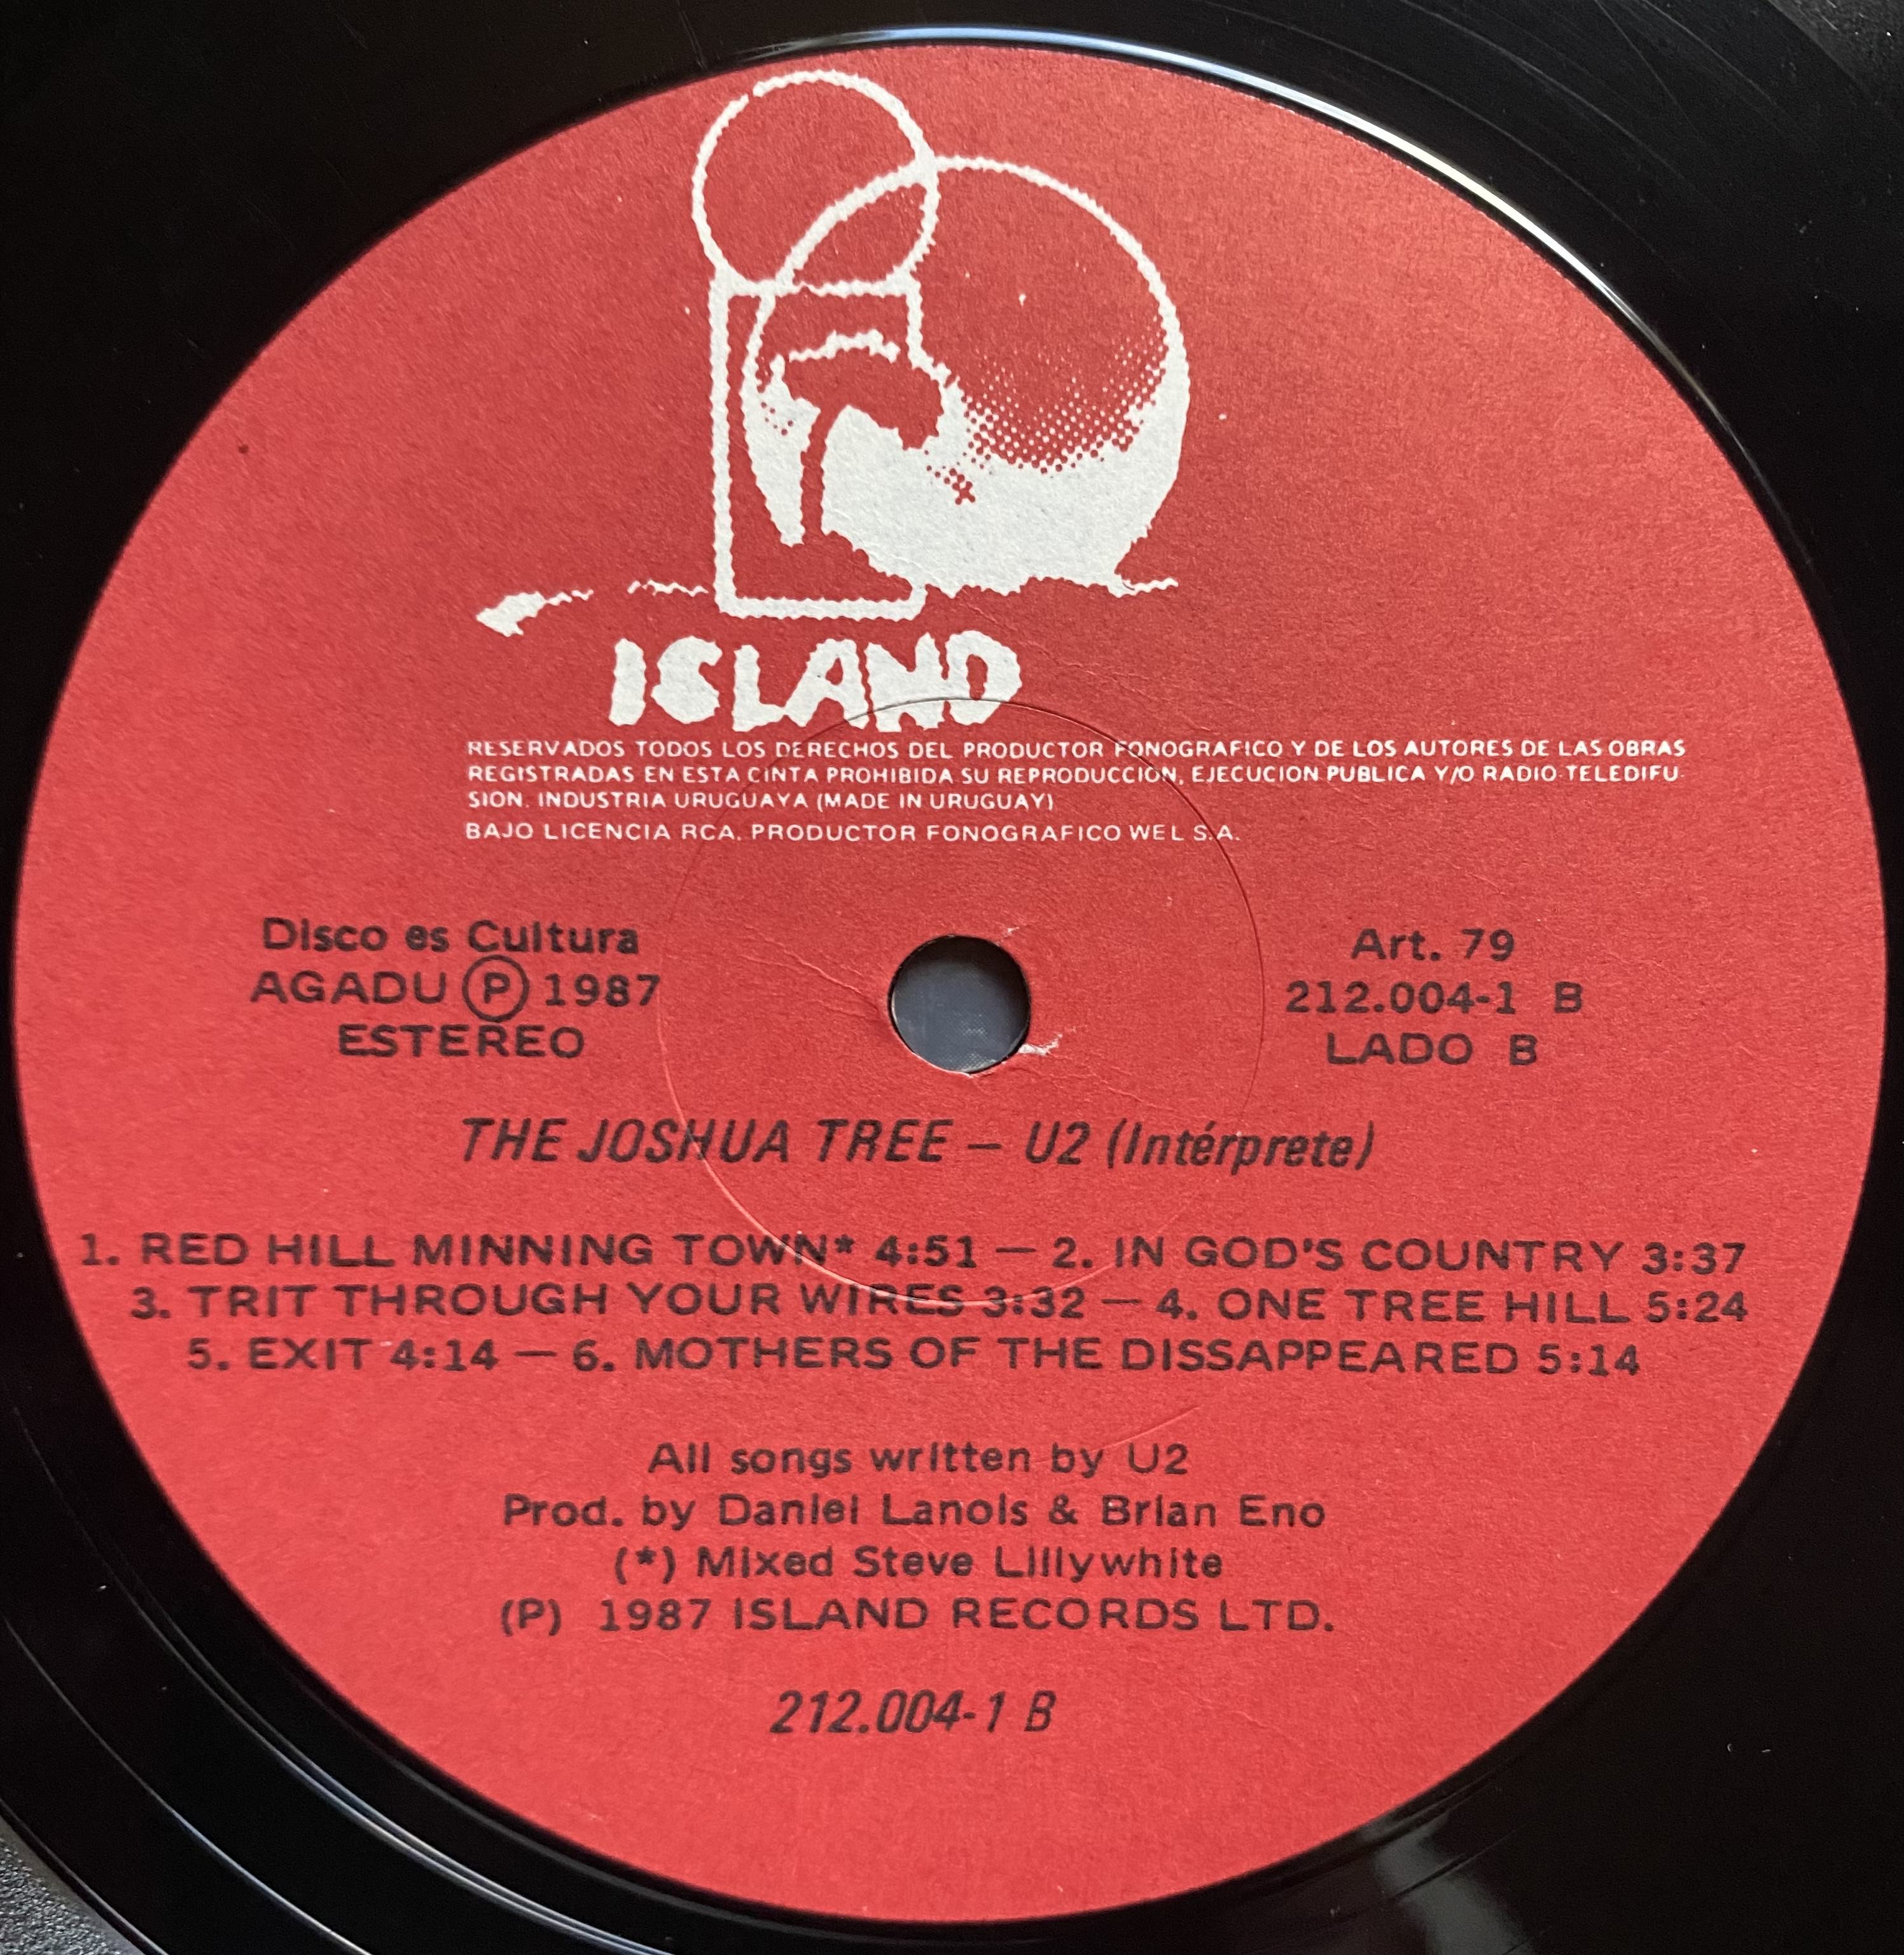 ISLAND
RESERVADOS TODOS LOS DERECHOS DEL PRODUCTOR FONOGRAFICO Y DE LOS AUTORES DE LAS OBRAS
REGISTRADAS EN ESTA CINTA PROHIBIDA SU REPRODUCCION, EJECUCION PUBLICA Y/O RADIO-TELEDIFU-
SION. INDUSTRIA URUGUAYA (MADE IN URUGUAY)
BAJO LICENCIA RCA. PRODUCTOR FONOGRAFICO WEL S.A.
Disco es Cultura
AGADU Ⓟ 1987
ESTEREO
Art. 79
212.004-1 B
LADO B
THE JOSHUA TREE – U2 (Intérprete)
1. RED HILL MINNING TOWN* 4:51 — 2. IN GOD'S COUNTRY 3:37
3. TRIT THROUGH YOUR WIRES 3:32 — 4. ONE TREE HILL 5:24
5. EXIT 4:14 — 6. MOTHERS OF THE DISSAPPEARED 5:14
All songs written by U2
Prod. by Daniel Lanois & Brian Eno
(*) Mixed Steve Lillywhite
(P) 1987 ISLAND RECORDS LTD.
212.004-1 B